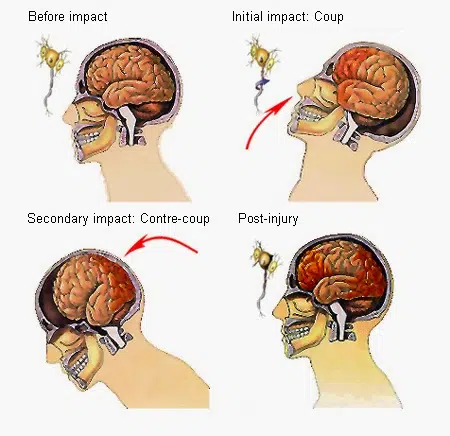 Before impact
Initial impact: Coup
Secondary impact: Contre-coup
Post-injury